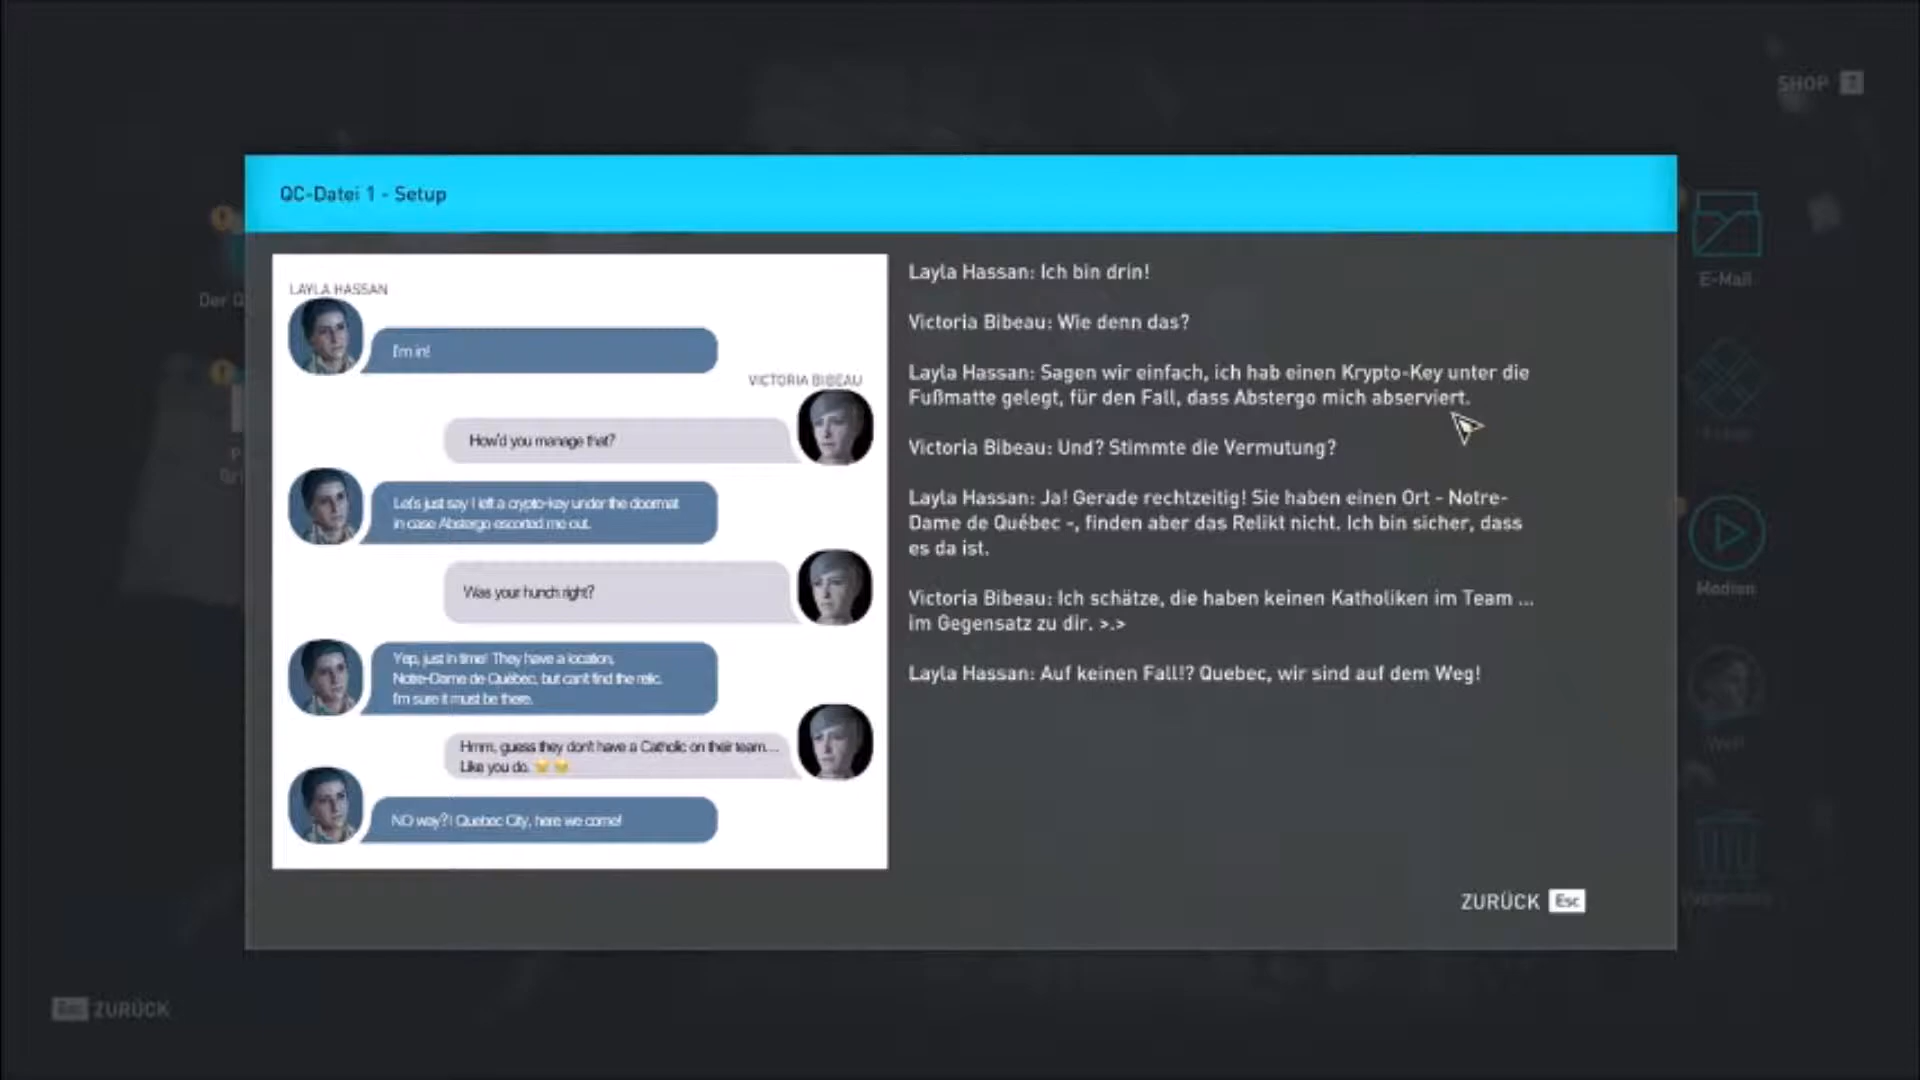 SHOP
QC-Datei 1 - Setup
LAYLA HASSAN
I'm in!
VICTORIA BIBEAU
How'd you manage that?
Let's just say I left a crypto-key under the doormat
in case Abstergo escorted me out.
Was your hunch right?
Yep, just in time! They have a location,
Notre-Dame de Québec, but can't find the relic.
I'm sure it must be there.
Hmm, guess they don't have a Catholic on their team...
Like you do.
NO way?! Quebec City, here we come!
Layla Hassan: Ich bin drin!
Victoria Bibeau: Wie denn das?
Layla Hassan: Sagen wir einfach, ich hab einen Krypto-Key unter die
Fußmatte gelegt, für den Fall, dass Abstergo mich abserviert.
Victoria Bibeau: Und? Stimmte die Vermutung?
Layla Hassan: Ja! Gerade rechtzeitig! Sie haben einen Ort - Notre-
Dame de Québec -, finden aber das Relikt nicht. Ich bin sicher, dass
es da ist.
Victoria Bibeau: Ich schätze, die haben keinen Katholiken im Team ...
im Gegensatz zu dir. >.>
Layla Hassan: Auf keinen Fall!? Quebec, wir sind auf dem Weg!
ZURÜCK Esc
Der
E-Mail
Medien
Welt
Esc ZURÜCK